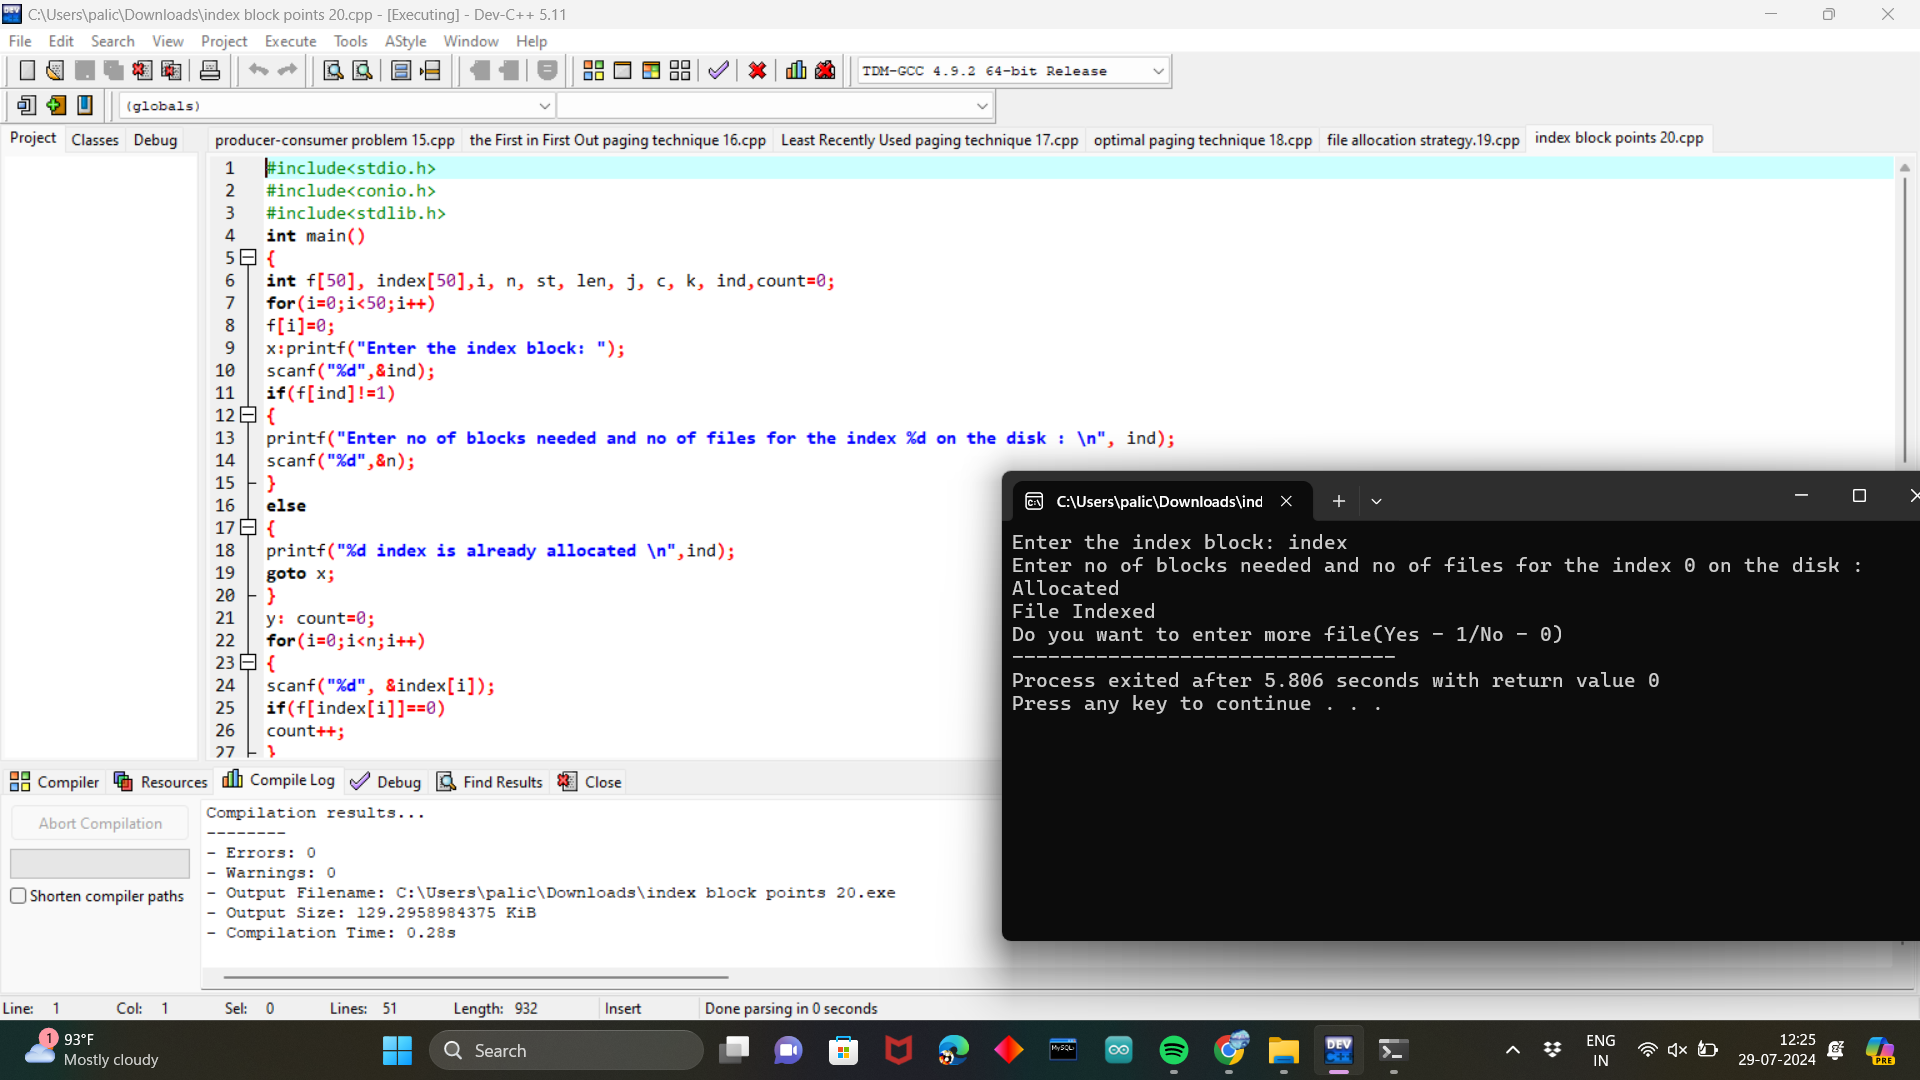 C:\Users\palic\Downloads\index block points 20.cpp - [Executing] - Dev-C++ 5.11
File Edit Search View Project Execute Tools AStyle Window Help
TDM-GCC 4.9.2 64-bit Release
(globals)
Project Classes Debug
producer-consumer problem 15.cpp the First in First Out paging technique 16.cpp Least Recently Used paging technique 17.cpp optimal paging technique 18.cpp file allocation strategy.19.cpp index block points 20.cpp
1 #include<stdio.h>
2 #include<conio.h>
3 #include<stdlib.h>
4 int main()
5 {
6 int f[50], index[50],i, n, st, len, j, c, k, ind,count=0;
7 for(i=0;i<50;i++)
8 f[i]=0;
9 x:printf("Enter the index block: ");
10 scanf("%d",&ind);
11 if(f[ind]!=1)
12 {
13 printf("Enter no of blocks needed and no of files for the index %d on the disk : \n", ind);
14 scanf("%d",&n);
15 }
16 else
17 {
18 printf("%d index is already allocated \n",ind);
19 goto x;
20 }
21 y: count=0;
22 for(i=0;i<n;i++)
23 {
24 scanf("%d", &index[i]);
25 if(f[index[i]]==0)
26 count++;
27 }
C:\Users\palic\Downloads\ind
Enter the index block: index
Enter no of blocks needed and no of files for the index 0 on the disk :
Allocated
File Indexed
Do you want to enter more file(Yes - 1/No - 0)
--------------------------------
Process exited after 5.806 seconds with return value 0
Press any key to continue . . .
Compiler Resources Compile Log Debug Find Results Close
Abort Compilation
Shorten compiler paths
Compilation results...
--------
- Errors: 0
- Warnings: 0
- Output Filename: C:\Users\palic\Downloads\index block points 20.exe
- Output Size: 129.2958984375 KiB
- Compilation Time: 0.28s
Line: 1 Col: 1 Sel: 0 Lines: 51 Length: 932 Insert Done parsing in 0 seconds
1
93°F
Mostly cloudy
Search
MySQL
DEV
C++
ENG
IN
12:25
29-07-2024
PRE